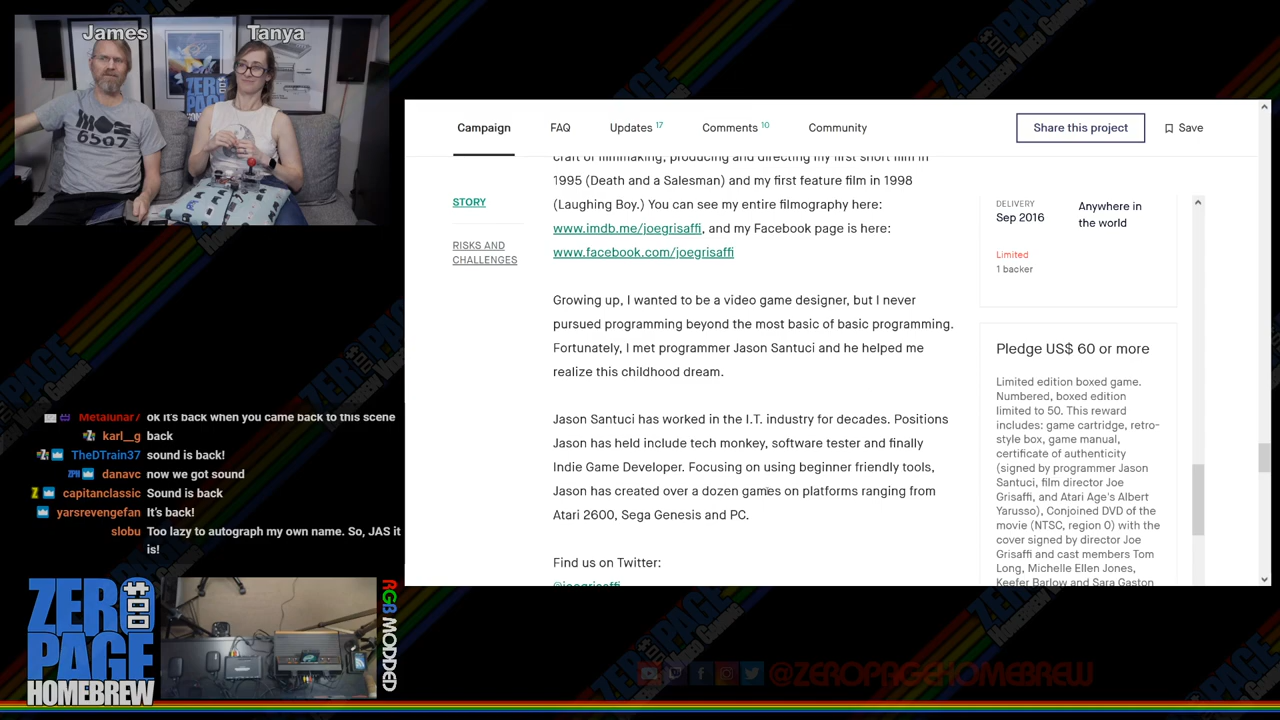 James
Tanya
MOS
6507
ZERO
PAGE
Campaign
FAQ
Updates 17
Comments 10
Community
Share this project
Save
STORY
RISKS AND
CHALLENGES
craft of filmmaking, producing and directing my first short film in
1995 (Death and a Salesman) and my first feature film in 1998
(Laughing Boy.) You can see my entire filmography here:
www.imdb.me/joegrisaffi, and my Facebook page is here:
www.facebook.com/joegrisaffi
Growing up, I wanted to be a video game designer, but I never
pursued programming beyond the most basic of basic programming.
Fortunately, I met programmer Jason Santuci and he helped me
realize this childhood dream.
Jason Santuci has worked in the I.T. industry for decades. Positions
Jason has held include tech monkey, software tester and finally
Indie Game Developer. Focusing on using beginner friendly tools,
Jason has created over a dozen games on platforms ranging from
Atari 2600, Sega Genesis and PC.
Find us on Twitter:
@joegrisaffi
DELIVERY
Sep 2016
Anywhere in
the world
Limited
1 backer
Pledge US$ 60 or more
Limited edition boxed game.
Numbered, boxed edition
limited to 50. This reward
includes: game cartridge, retro-
style box, game manual,
certificate of authenticity
(signed by programmer Jason
Santuci, film director Joe
Grisaffi, and Atari Age's Albert
Yarusso), Conjoined DVD of the
movie (NTSC, region 0) with the
cover signed by director Joe
Grisaffi and cast members Tom
Long, Michelle Ellen Jones,
Keefer Barlow and Sara Gaston
Metalunar7 ok it's back when you came back to this scene
karl__g back
TheDTrain37 sound is back!
danavc now we got sound
capitanclassic Sound is back
yarsrevengefan It's back!
slobu Too lazy to autograph my own name. So, JAS it
is!
ZERO
PAGE
HOMEBREW
RGB MODDED